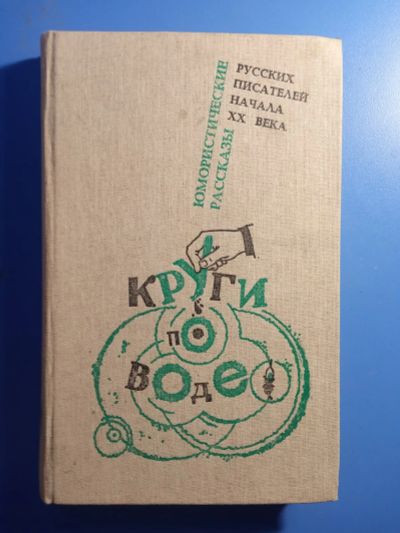 ЮМОРИСТИЧЕСКИЕ
РАССКАЗЫ
РУССКИХ
ПИСАТЕЛЕЙ
НАЧАЛА
XX ВЕКА
КРУГИ
ПО
ВОДЕ